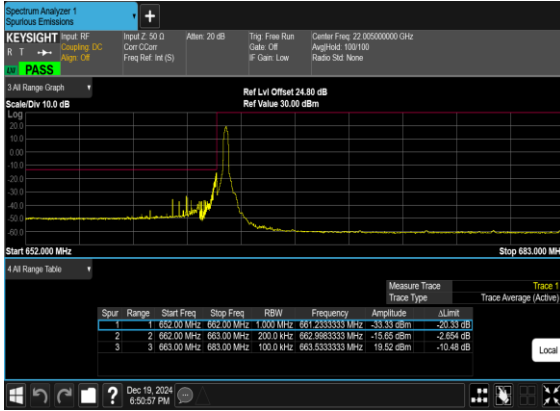 Spectrum Analyzer 1
Spurious Emissions
+
KEYSIGHT Input: RF Input Z: 50 Ω Atten: 20 dB Trig: Free Run Center Freq: 22.005000000 GHz
R T Coupling: DC Corr CCorr Gate: Off Avg|Hold: 100/100
Align: Off Freq Ref: Int (S) IF Gain: Low Radio Std: None
PASS
3 All Range Graph
Ref Lvl Offset 24.80 dB
Scale/Div 10.0 dB Ref Value 30.00 dBm
Log
20.0
10.0
0.00
-10.0
-20.0
-30.0
-40.0
-50.0
-60.0
Start 652.000 MHz Stop 683.000 MH
4 All Range Table
Measure Trace Trace 1
Trace Type Trace Average (Active)
Spur Range Start Freq Stop Freq RBW Frequency Amplitude ΔLimit
1 1 652.00 MHz 662.00 MHz 1.000 MHz 661.2333333 MHz -33.33 dBm -20.33 dB
2 2 662.00 MHz 663.00 MHz 200.0 kHz 662.9983333 MHz -15.65 dBm -2.654 dB
3 3 663.00 MHz 683.00 MHz 100.0 kHz 663.5333333 MHz 19.52 dBm -10.48 dB
Local
?
Dec 19, 2024
6:50:57 PM